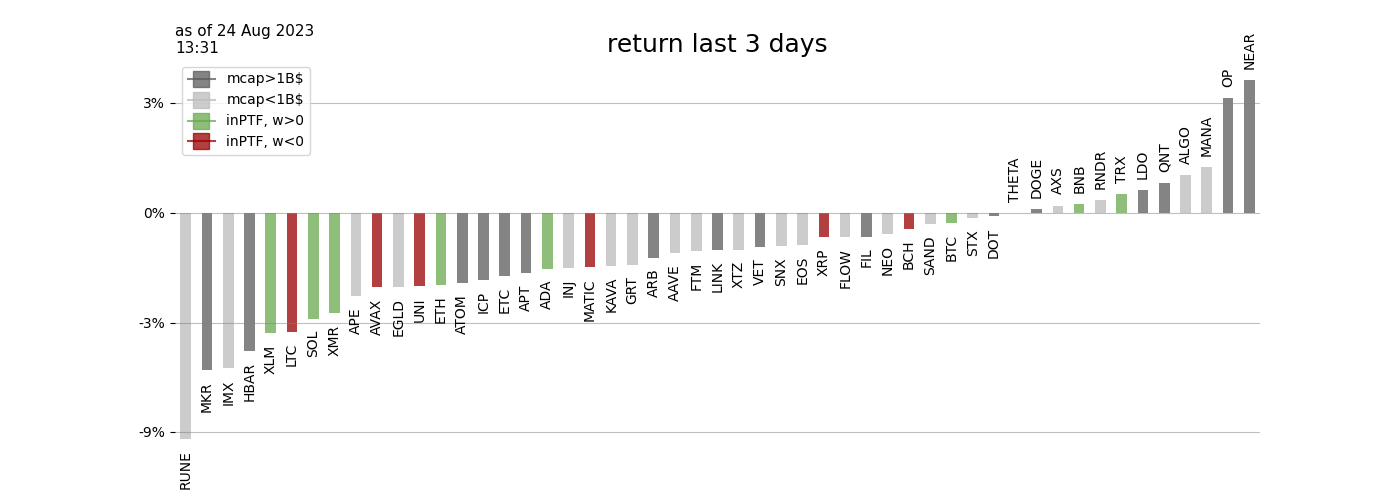 as of 24 Aug 2023
13:31
return last 3 days
mcap>1B$
mcap<1B$
inPTF, w>0
inPTF, w<0
3%
0%
-3%
-9%
RUNE
MKR
IMX
HBAR
XLM
LTC
SOL
XMR
APE
AVAX
EGLD
UNI
ETH
ATOM
ICP
ETC
APT
ADA
INJ
MATIC
KAVA
GRT
ARB
AAVE
FTM
LINK
XTZ
VET
SNX
EOS
XRP
FLOW
FIL
NEO
BCH
SAND
BTC
STX
DOT
THETA
DOGE
AXS
BNB
RNDR
TRX
LDO
QNT
ALGO
MANA
OP
NEAR